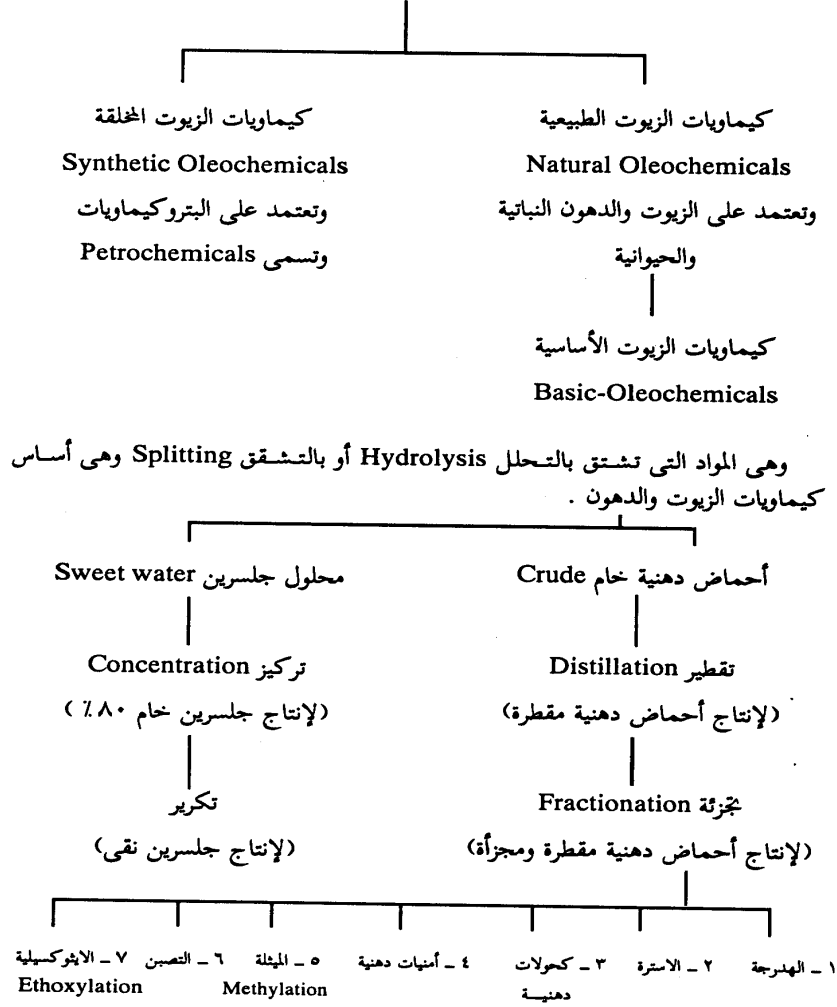 كيماويات الزيوت الطبيعية
Natural Oleochemicals
وتعتمد على الزيوت والدهون النباتية
والحيوانية
كيماويات الزيوت المخلقة
Synthetic Oleochemicals
وتعتمد على البتروكيماويات
وتسمى Petrochemicals
كيماويات الزيوت الأساسية
Basic-Oleochemicals
وهى المواد التى تشتق بالتحلل Hydrolysis أو بالتشقق Splitting وهى أساس
كيماويات الزيوت والدهون .
أحماض دهنية خام Crude
تقطير Distillation
(لإنتاج أحماض دهنية مقطرة)
تجزئة Fractionation
(لإنتاج أحماض دهنية مقطرة ومجزأة)
محلول جلسرين Sweet water
تركيز Concentration
(لإنتاج جلسرين خام ٨٠٪ )
تكرير
(لإنتاج جلسرين نقى)
١ ـ الهدرجة
٢ ـ الاسترة
٣ ـ كحولات
دهنيـة
٤ ـ أمنيات دهنية
٥ ـ الميثلة
Methylation
٦ ـ التصبن
٧ ـ الايثوكسيلية
Ethoxylation